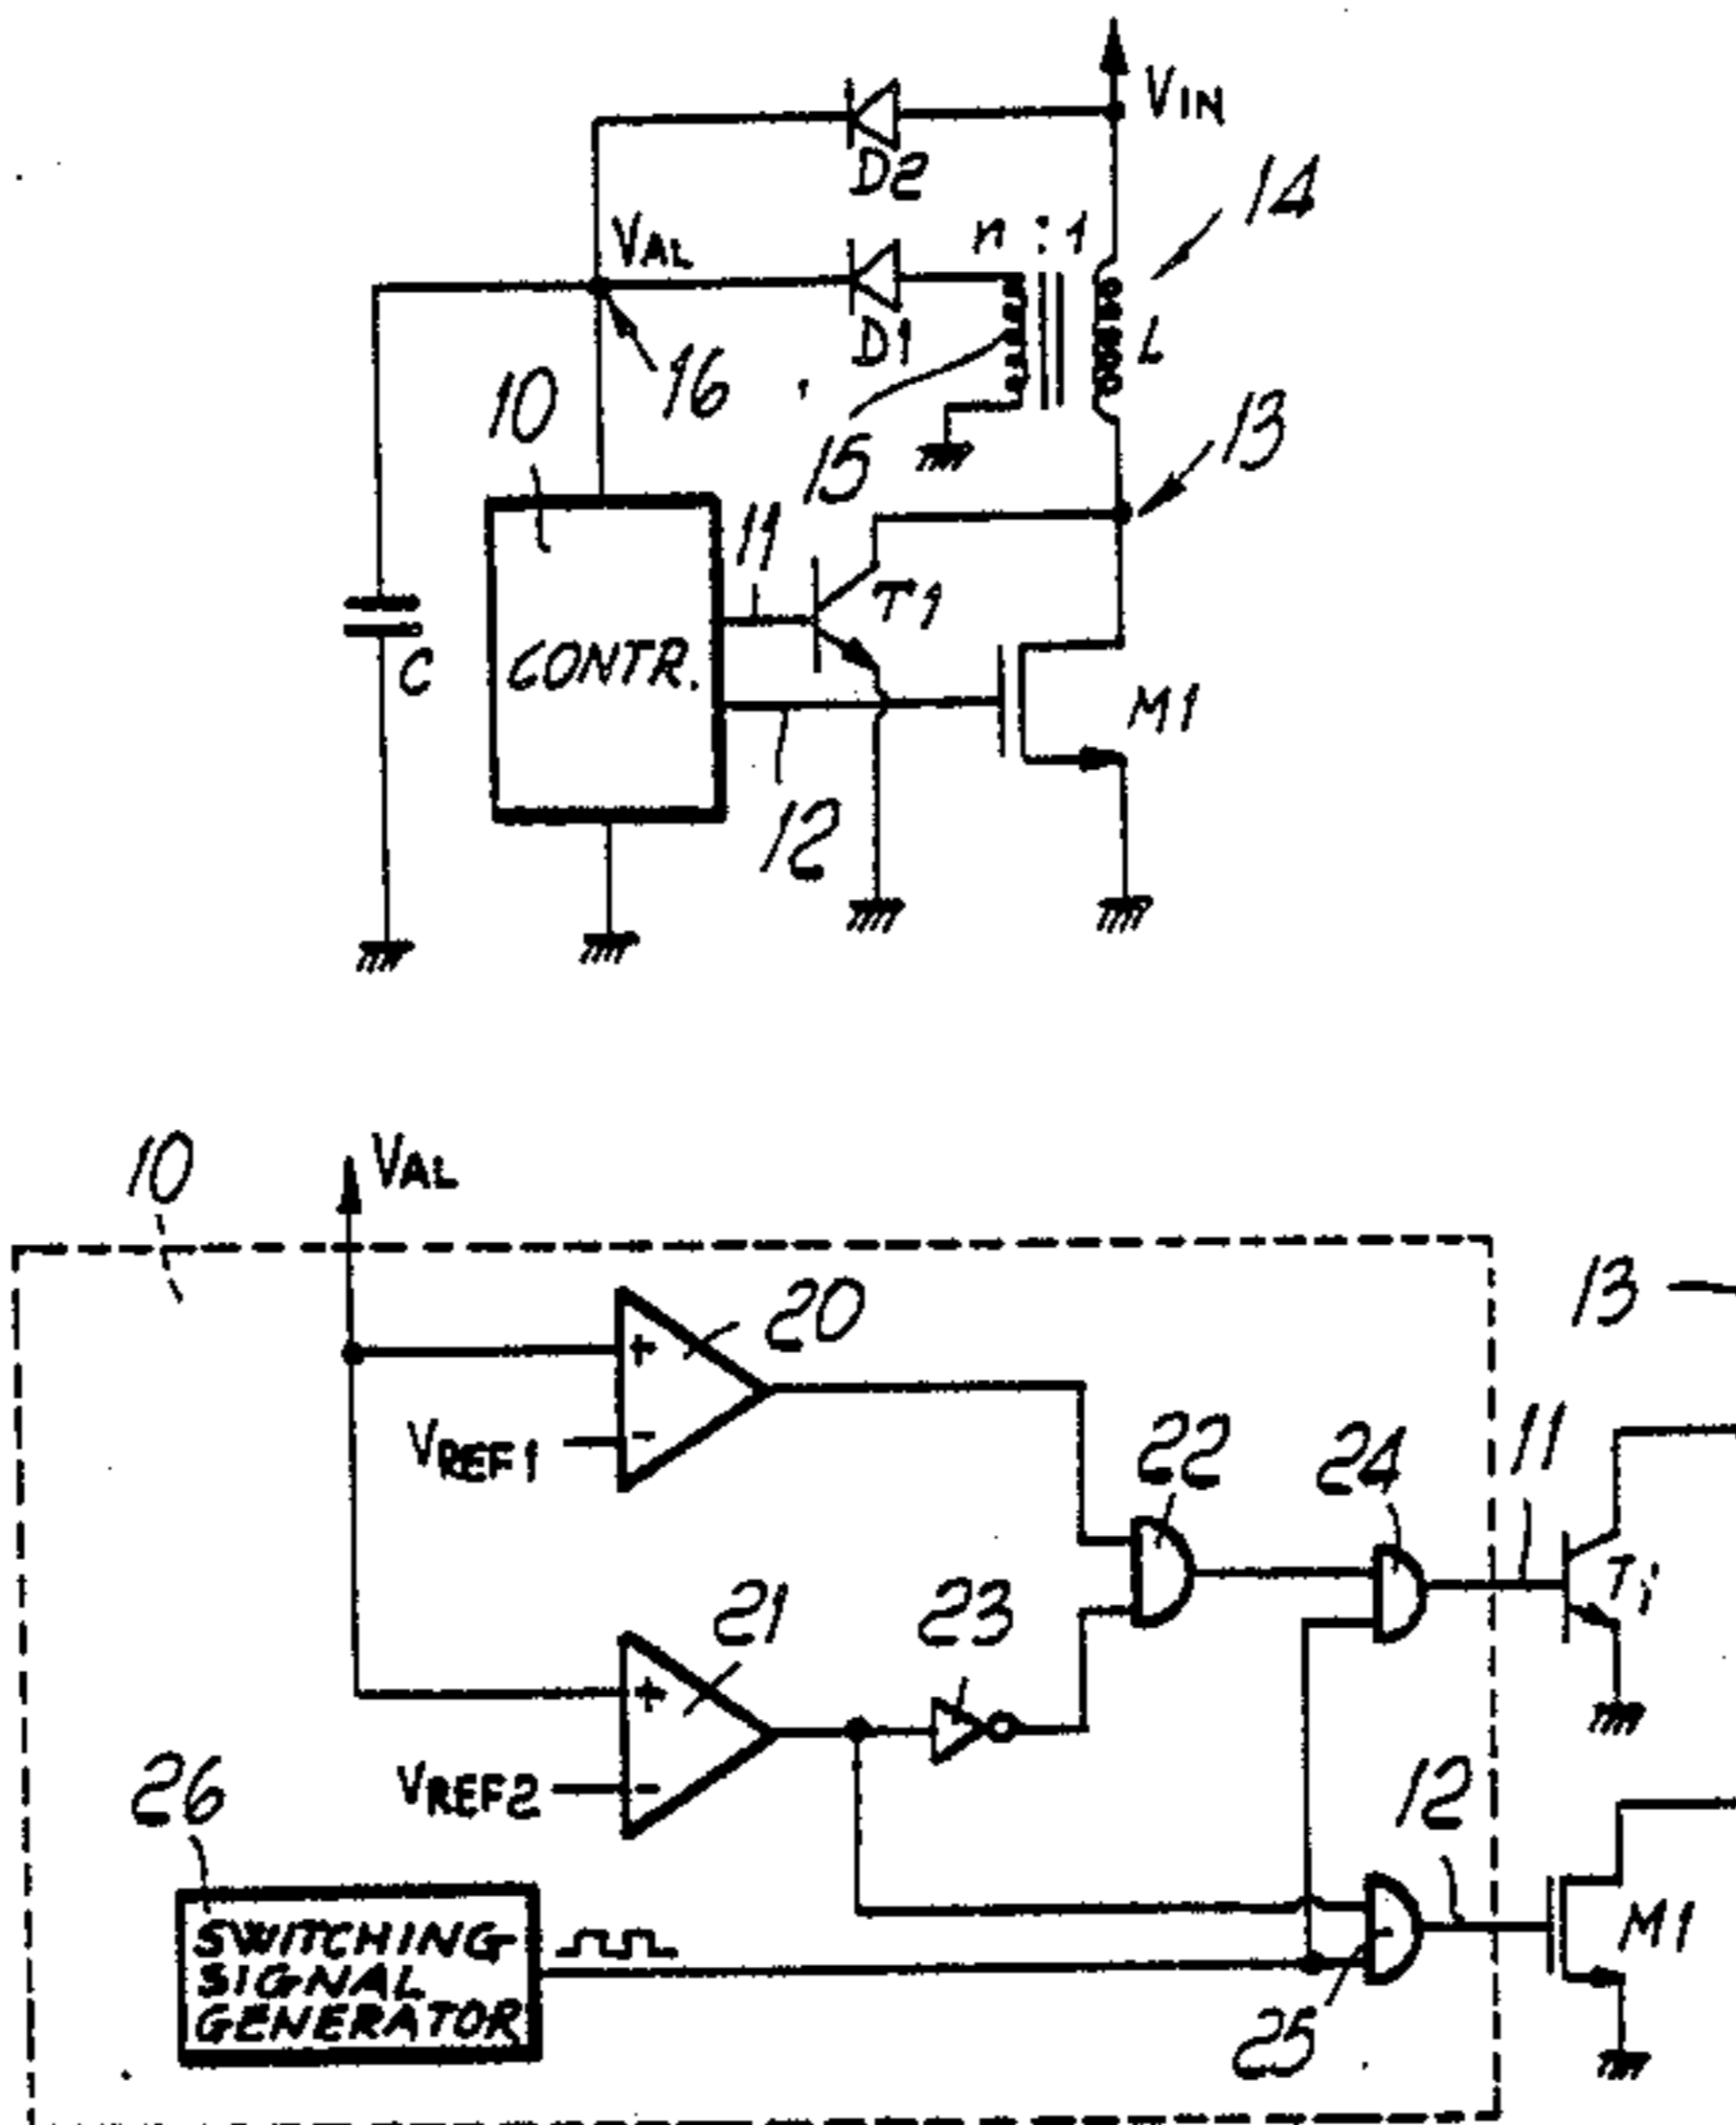 VIN
D2
14
n : 1
VAL
D1
L
16
10
15
13
11
T1
CONTR.
C
M1
12
10
VAL
20
13
+
VREF1
-
22
24
11
21
23
T1
+
26
VREF2
-
12
SWITCHING
SIGNAL
GENERATOR
M1
25